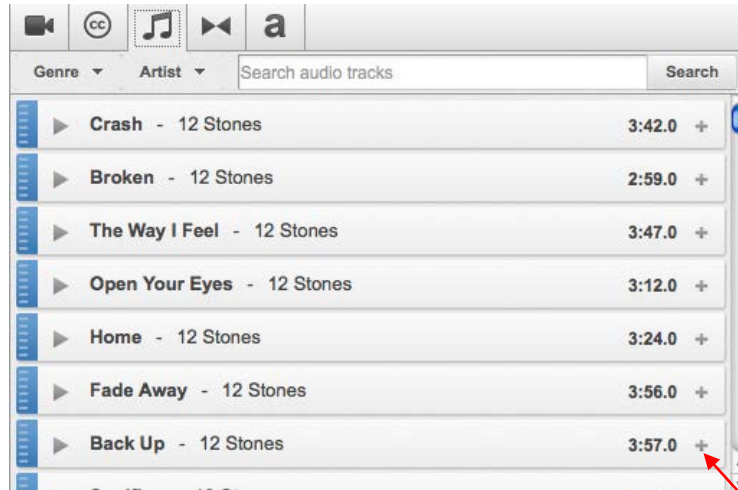 cc a
Genre Artist Search audio tracks Search
Crash - 12 Stones 3:42.0 +
Broken - 12 Stones 2:59.0 +
The Way I Feel - 12 Stones 3:47.0 +
Open Your Eyes - 12 Stones 3:12.0 +
Home - 12 Stones 3:24.0 +
Fade Away - 12 Stones 3:56.0 +
Back Up - 12 Stones 3:57.0 +